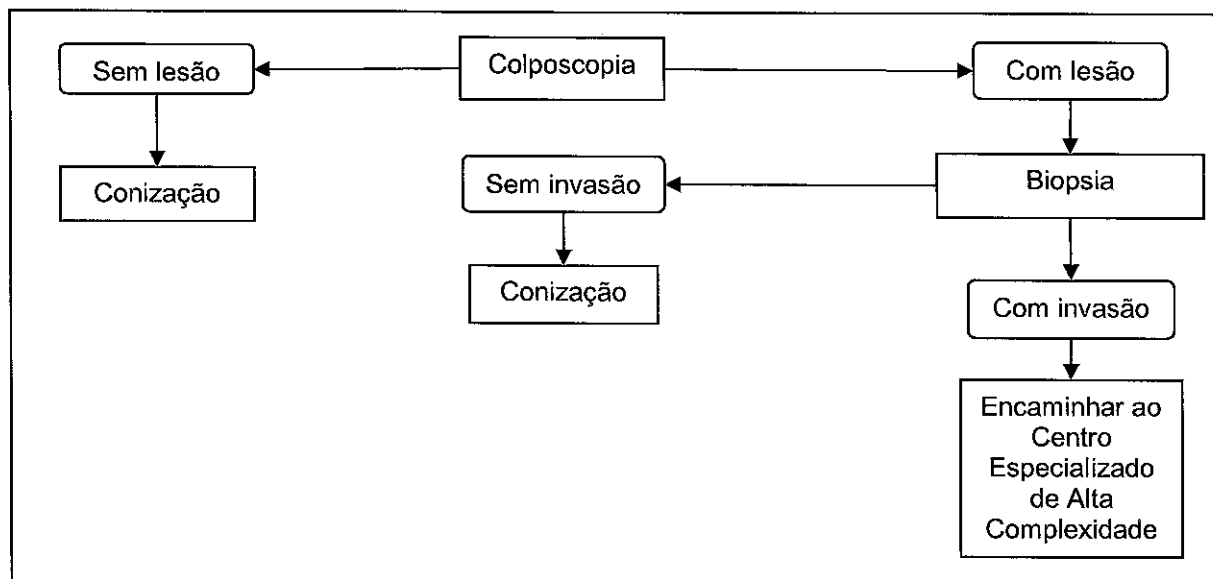 Sem lesão
Colposcopia
Com lesão
Conização
Sem invasão
Biopsia
Conização
Com invasão
Encaminhar ao
Centro
Especializado
de Alta
Complexidade